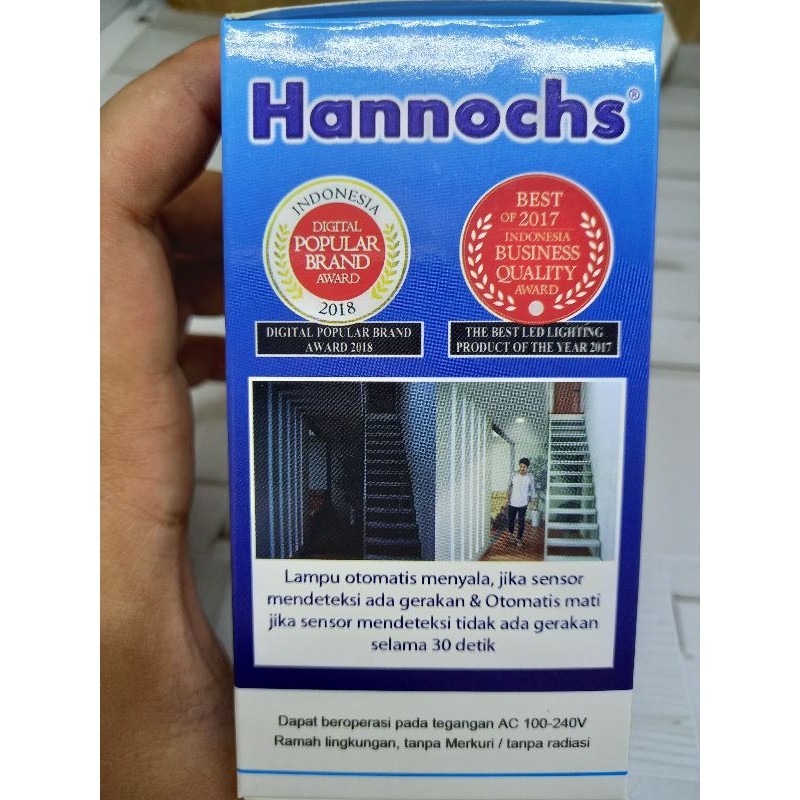 Hannochs®
INDONESIA
DIGITAL
POPULAR
BRAND
AWARD
2018
DIGITAL POPULAR BRAND
AWARD 2018
BEST
OF 2017
INDONESIA
BUSINESS
QUALITY
AWARD
THE BEST LED LIGHTING
PRODUCT OF THE YEAR 2017
Lampu otomatis menyala, jika sensor
mendeteksi ada gerakan & Otomatis mati
jika sensor mendeteksi tidak ada gerakan
selama 30 detik
Dapat beroperasi pada tegangan AC 100-240V
Ramah lingkungan, tanpa Merkuri / tanpa radiasi